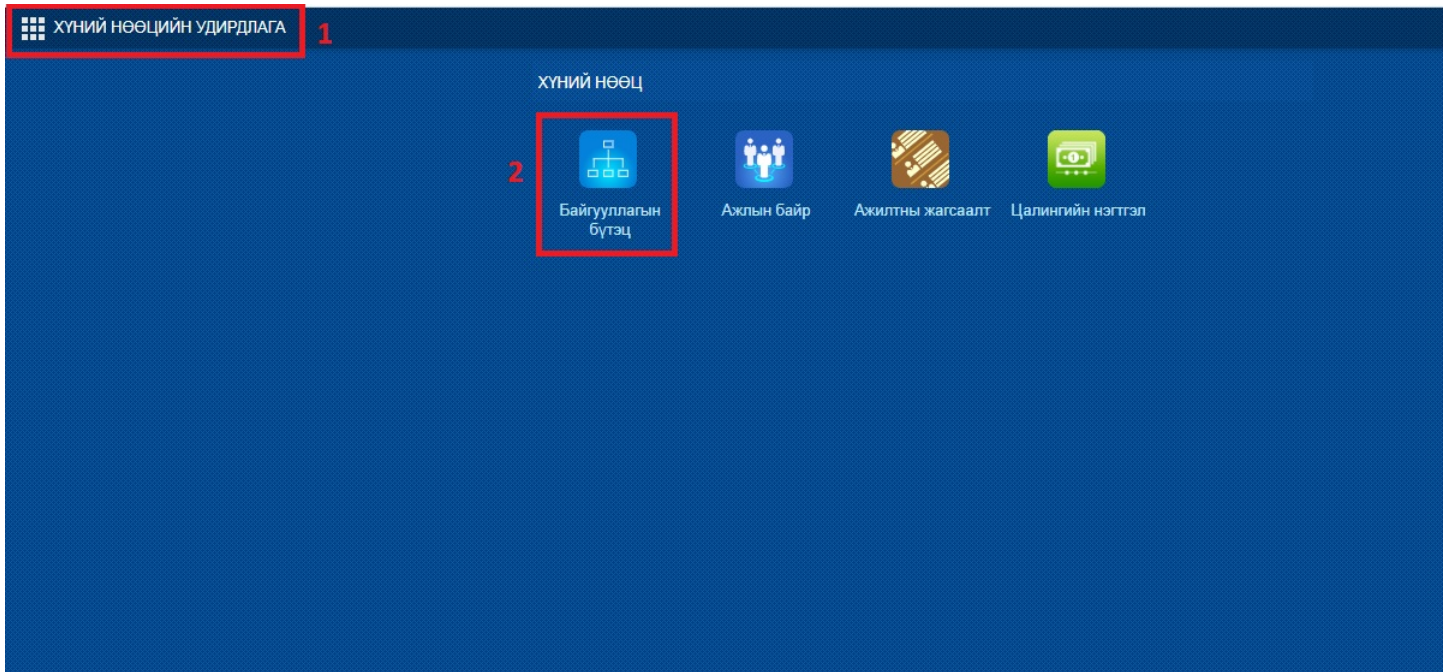 ХҮНИЙ НӨӨЦИЙН УДИРДЛАГА
1
ХҮНИЙ НӨӨЦ
2
Байгууллагын
бүтэц
Ажлын байр
Ажилтны жагсаалт
Цалингийн нэгтгэл